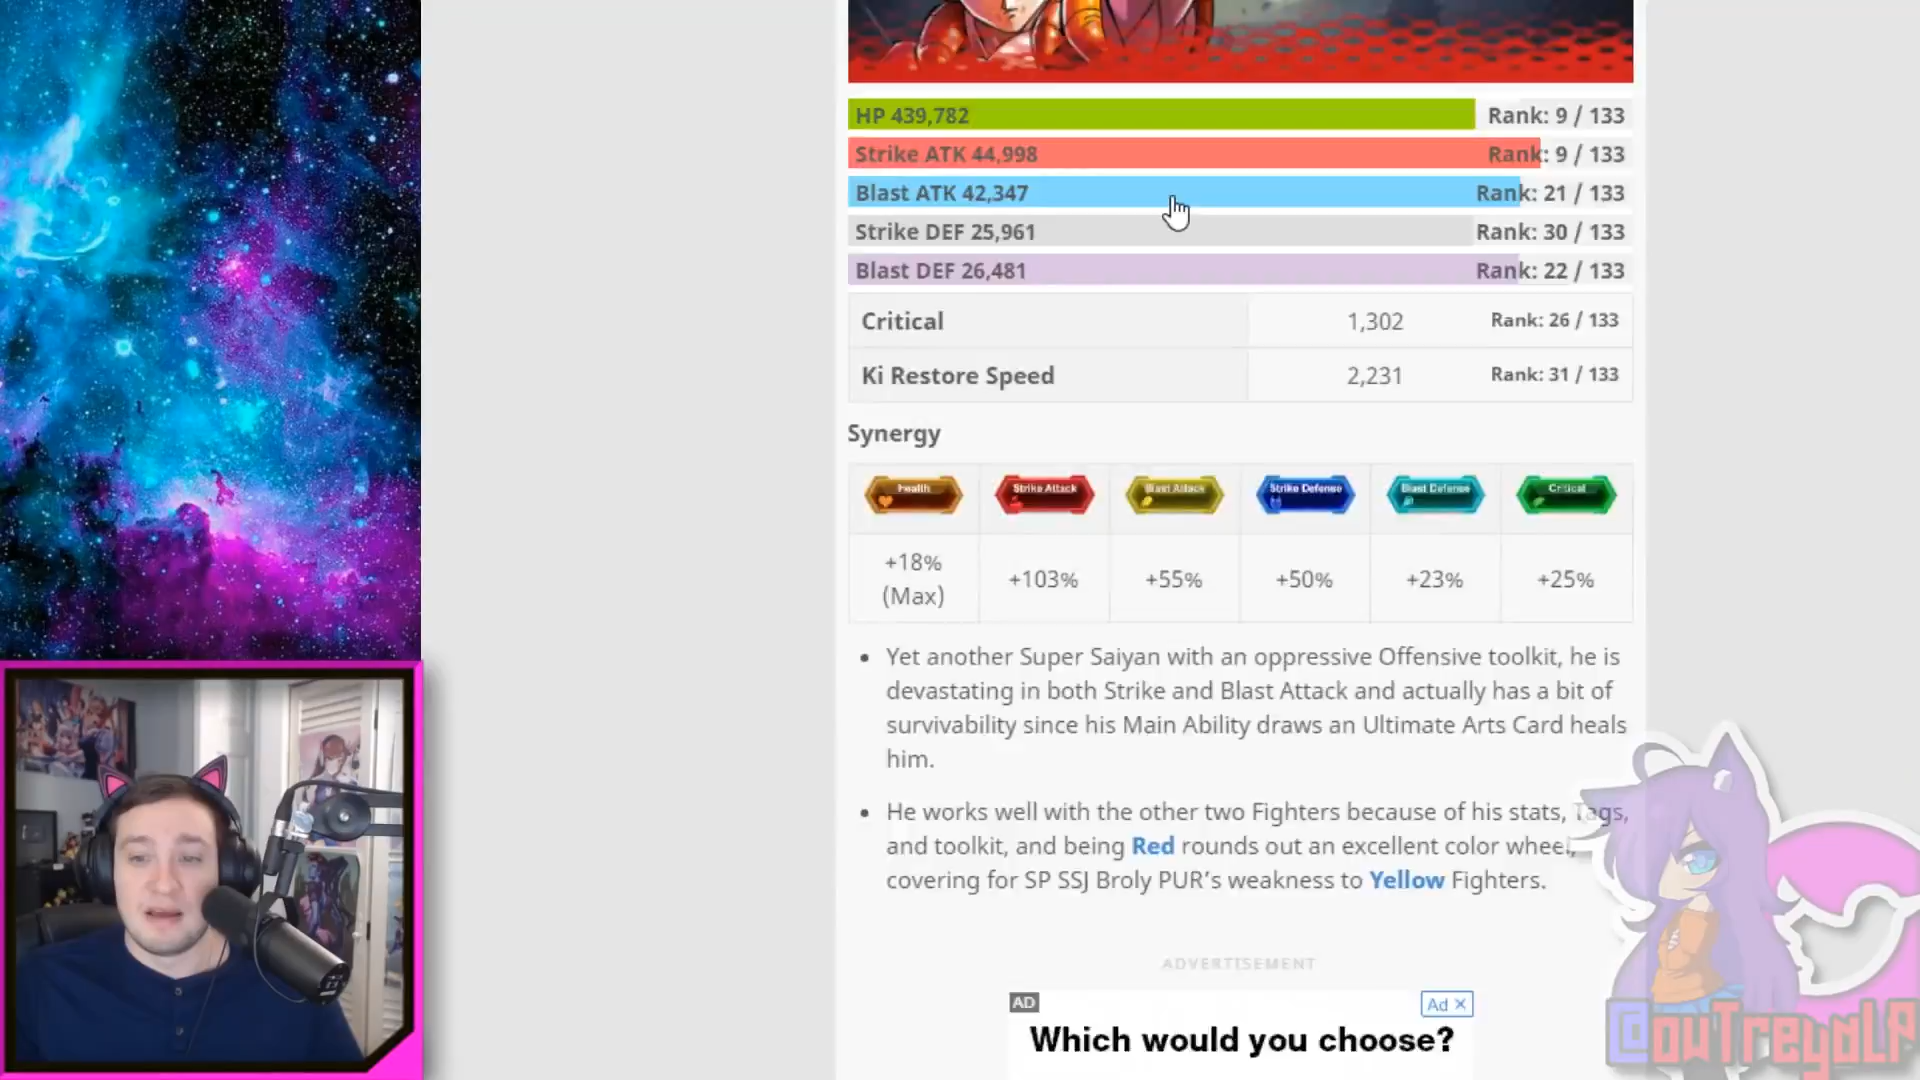 HP 439,782 Rank: 9 / 133
Strike ATK 44,998 Rank: 9 / 133
Blast ATK 42,347 Rank: 21 / 133
Strike DEF 25,961 Rank: 30 / 133
Blast DEF 26,481 Rank: 22 / 133
Critical 1,302 Rank: 26 / 133
Ki Restore Speed 2,231 Rank: 31 / 133
Synergy
Health Strike Attack Blast Attack Strike Defense Blast Defense Critical
+18% (Max) +103% +55% +50% +23% +25%
• Yet another Super Saiyan with an oppressive Offensive toolkit, he is
devastating in both Strike and Blast Attack and actually has a bit of
survivability since his Main Ability draws an Ultimate Arts Card heals
him.
• He works well with the other two Fighters because of his stats, Tags,
and toolkit, and being Red rounds out an excellent color wheel,
covering for SP SSJ Broly PUR’s weakness to Yellow Fighters.
ADVERTISEMENT
AD Ad ✕
Which would you choose?
@owTreyalP